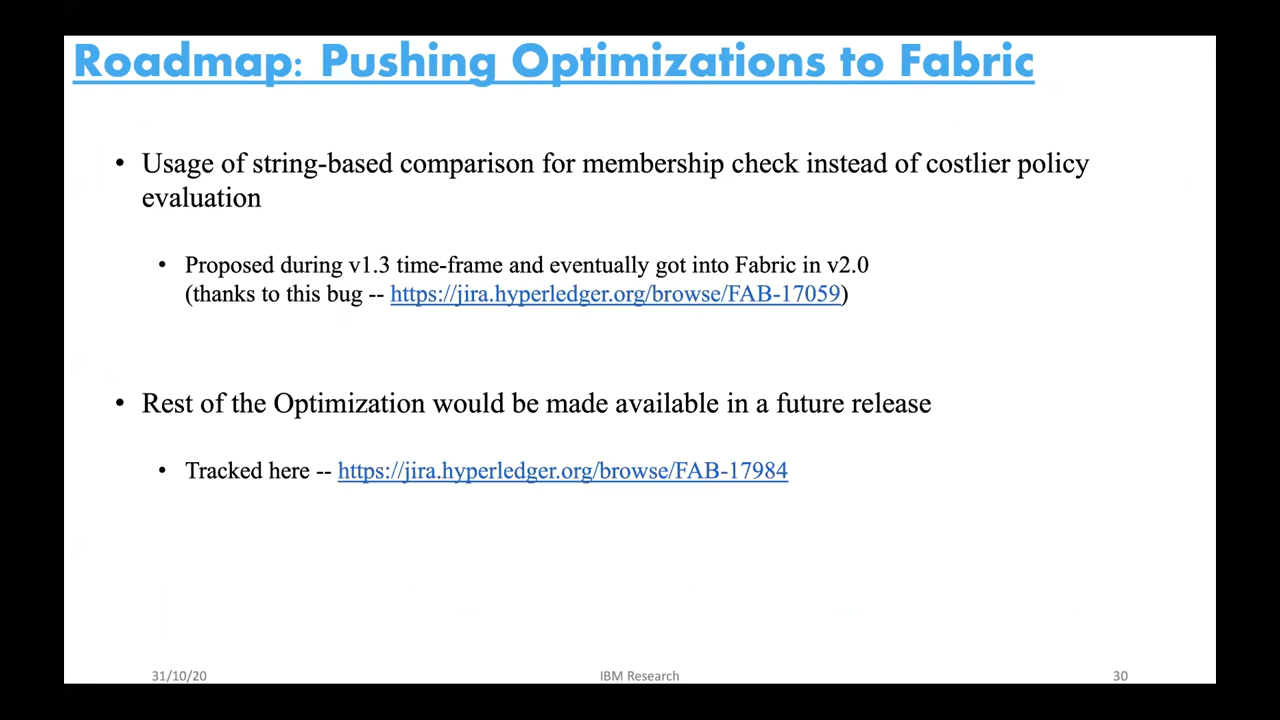 Roadmap: Pushing Optimizations to Fabric
• Usage of string-based comparison for membership check instead of costlier policy
evaluation
• Proposed during v1.3 time-frame and eventually got into Fabric in v2.0
(thanks to this bug -- https://jira.hyperledger.org/browse/FAB-17059)
• Rest of the Optimization would be made available in a future release
• Tracked here -- https://jira.hyperledger.org/browse/FAB-17984
31/10/20 IBM Research 30